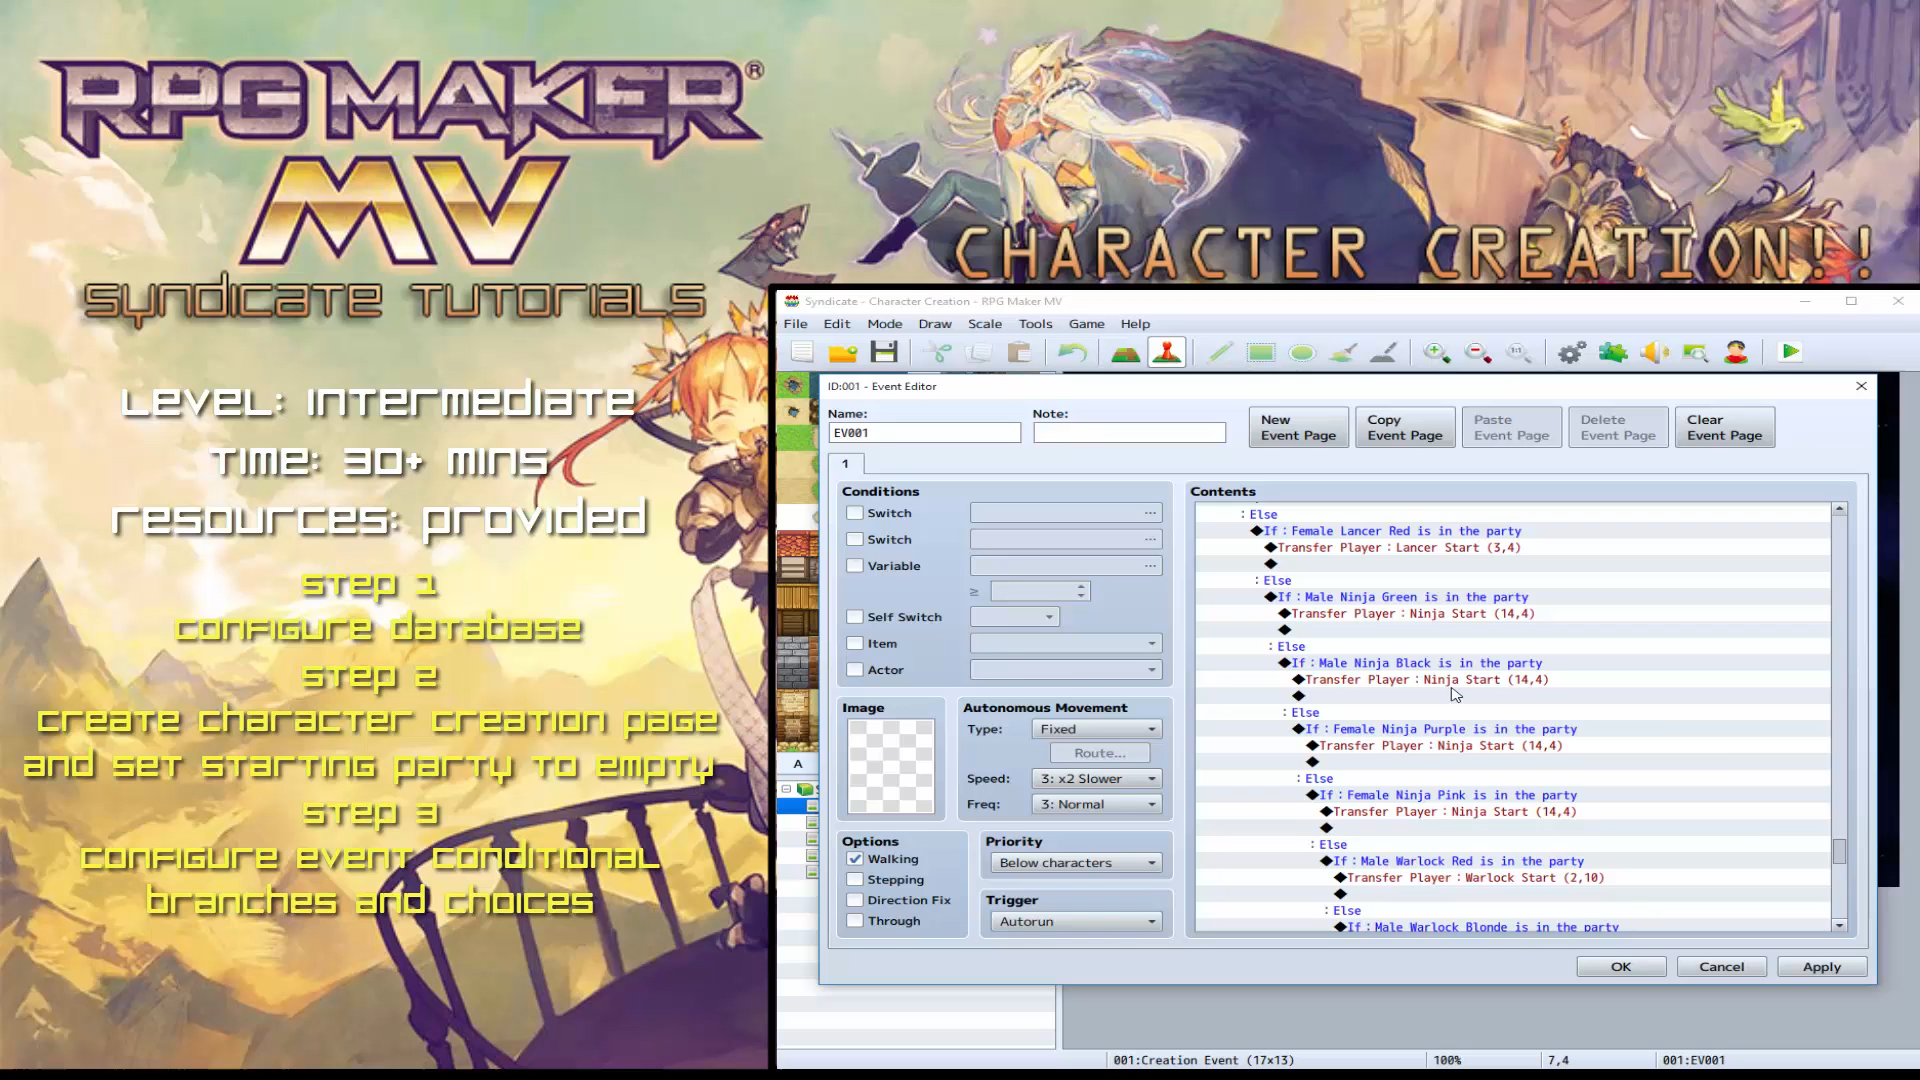 RPG MAKER®
MV
SYNDICATE TUTORIALS
CHARACTER CREATION!!
Level: Intermediate
Time: 30+ mins
resources: provided
Step 1
configure database
Step 2
create character creation page
and set starting party to empty
Step 3
configure event conditional
branches and choices
Syndicate - Character Creation - RPG Maker MV
File Edit Mode Draw Scale Tools Game Help
1:1
ID:001 - Event Editor
Name: Note:
EV001
New Event Page
Copy Event Page
Paste Event Page
Delete Event Page
Clear Event Page
1
Conditions
Switch ...
Switch ...
Variable ...
≥
Self Switch
Item
Actor
Image
Autonomous Movement
Type: Fixed
Route...
Speed: 3: x2 Slower
Freq: 3: Normal
Options
Walking
Stepping
Direction Fix
Through
Priority
Below characters
Trigger
Autorun
Contents
: Else
◆If : Female Lancer Red is in the party
◆Transfer Player : Lancer Start (3,4)
◆
: Else
◆If : Male Ninja Green is in the party
◆Transfer Player : Ninja Start (14,4)
◆
: Else
◆If : Male Ninja Black is in the party
◆Transfer Player : Ninja Start (14,4)
◆
: Else
◆If : Female Ninja Purple is in the party
◆Transfer Player : Ninja Start (14,4)
◆
: Else
◆If : Female Ninja Pink is in the party
◆Transfer Player : Ninja Start (14,4)
◆
: Else
◆If : Male Warlock Red is in the party
◆Transfer Player : Warlock Start (2,10)
◆
: Else
◆If : Male Warlock Blonde is in the party
OK Cancel Apply
A
001:Creation Event (17x13) 100% 7,4 001:EV001